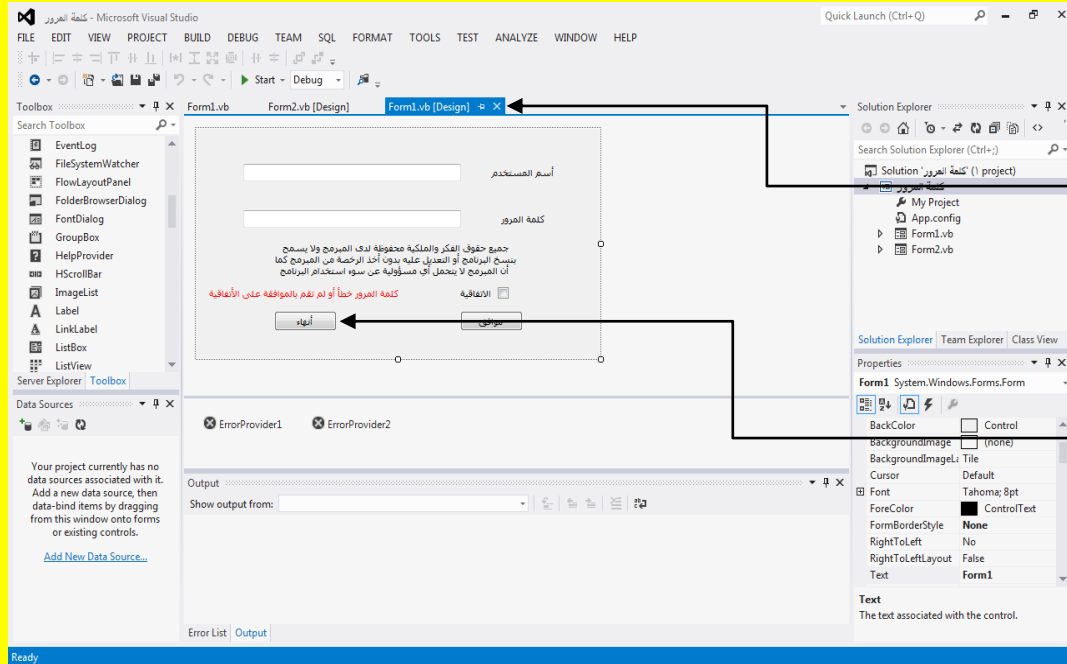 كلمة المرور - Microsoft Visual Studio
Quick Launch (Ctrl+Q)
FILE EDIT VIEW PROJECT BUILD DEBUG TEAM SQL FORMAT TOOLS TEST ANALYZE WINDOW HELP
Start Debug
Toolbox
Search Toolbox
EventLog
FileSystemWatcher
FlowLayoutPanel
FolderBrowserDialog
FontDialog
GroupBox
HelpProvider
HScrollBar
ImageList
Label
LinkLabel
ListBox
ListView
Server Explorer Toolbox
Data Sources
Your project currently has no
data sources associated with it.
Add a new data source, then
data-bind items by dragging
from this window onto forms
or existing controls.
Add New Data Source...
Form1.vb Form2.vb [Design] Form1.vb [Design]
أسم المستخدم
كلمة المرور
جميع حقوق الفكر والملكية محفوظة لدى المبرمج ولا يسمح
بنسخ البرنامج أو التعديل عليه بدون أخذ الرخصة من المبرمج كما
أن المبرمج لا يتحمل أي مسؤولية عن سوء استخدام البرنامج
الاتفاقية
كلمة المرور خطأ أو لم تقم بالموافقة على الأتفاقية
موافق
أنهاء
ErrorProvider1 ErrorProvider2
Output
Show output from:
Error List Output
Solution Explorer
Search Solution Explorer (Ctrl+;)
Solution 'كلمة المرور' (١ project)
كلمة المرور
My Project
App.config
Form1.vb
Form2.vb
Solution Explorer Team Explorer Class View
Properties
Form1 System.Windows.Forms.Form
BackColor Control
BackgroundImage (none)
BackgroundImageLa Tile
Cursor Default
Font Tahoma; 8pt
ForeColor ControlText
FormBorderStyle None
RightToLeft No
RightToLeftLayout False
Text Form1
Text
The text associated with the control.
Ready